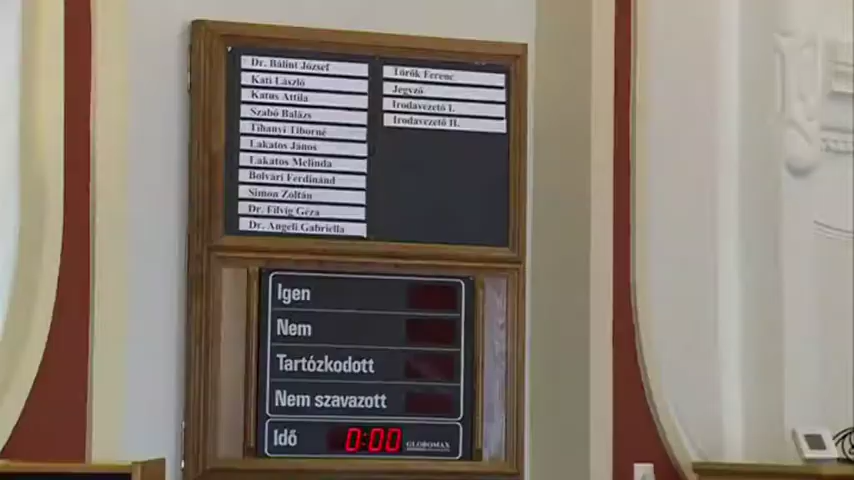 Dr. Bálint József
Kati László
Katus Attila
Szabó Balázs
Tihanyi Tiborné
Lakatos János
Lakatos Melinda
Bolvári Ferdinánd
Simon Zoltán
Dr. Filvig Géza
Dr. Angeli Gabriella
Török Ferenc
Jegyző
Irodavezető I.
Irodavezető II.
Igen
Nem
Tartózkodott
Nem szavazott
Idő 0:00 GLOBOMAX